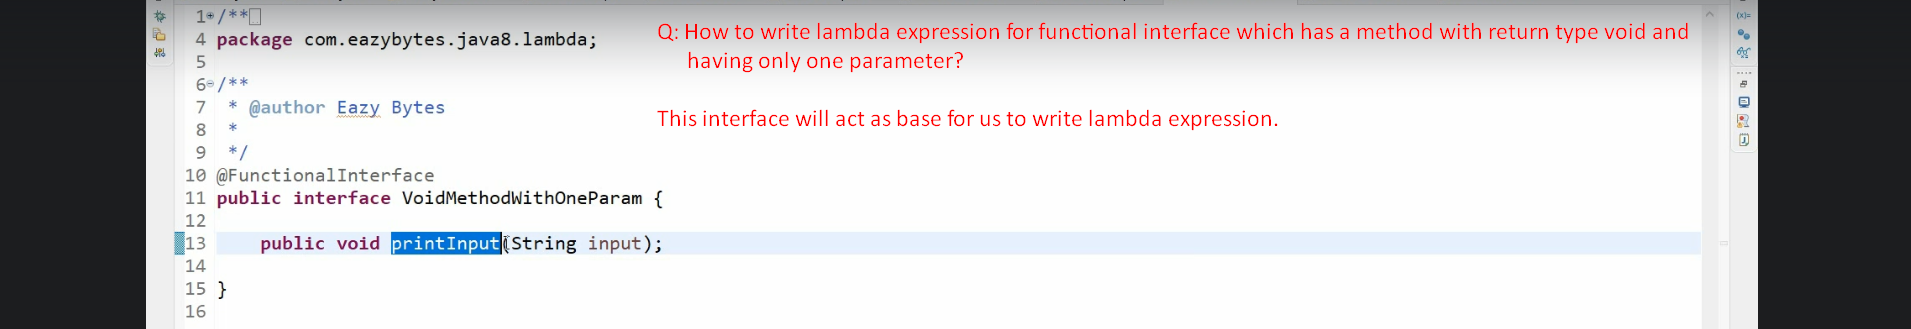 1 /**
4 package com.eazybytes.java8.lambda;
5
6 /**
7 * @author Eazy Bytes
8 *
9 */
10 @FunctionalInterface
11 public interface VoidMethodWithOneParam {
12
13 public void printInput(String input);
14
15 }
16
Q: How to write lambda expression for functional interface which has a method with return type void and
having only one parameter?
This interface will act as base for us to write lambda expression.
(x)=